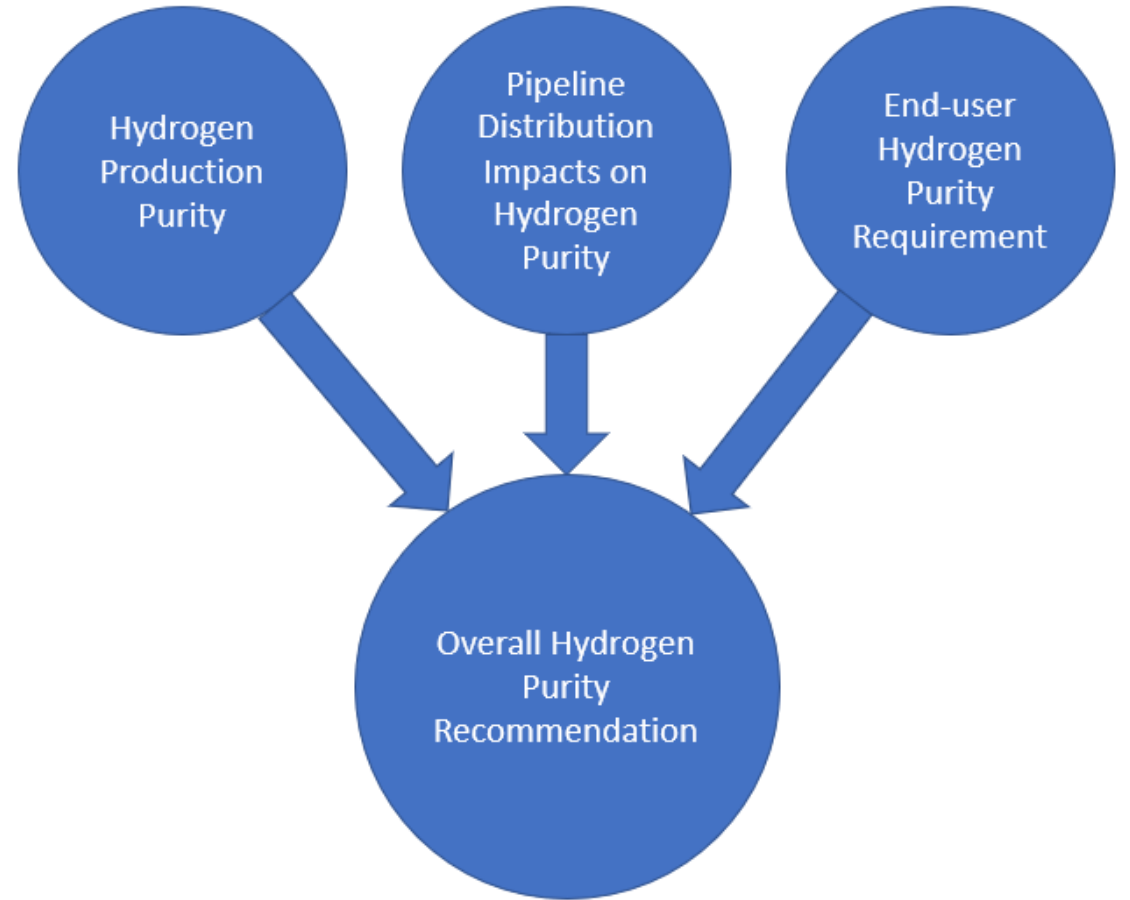 Hydrogen
Production
Purity
Pipeline
Distribution
Impacts on
Hydrogen
Purity
End-user
Hydrogen
Purity
Requirement
Overall Hydrogen
Purity
Recommendation